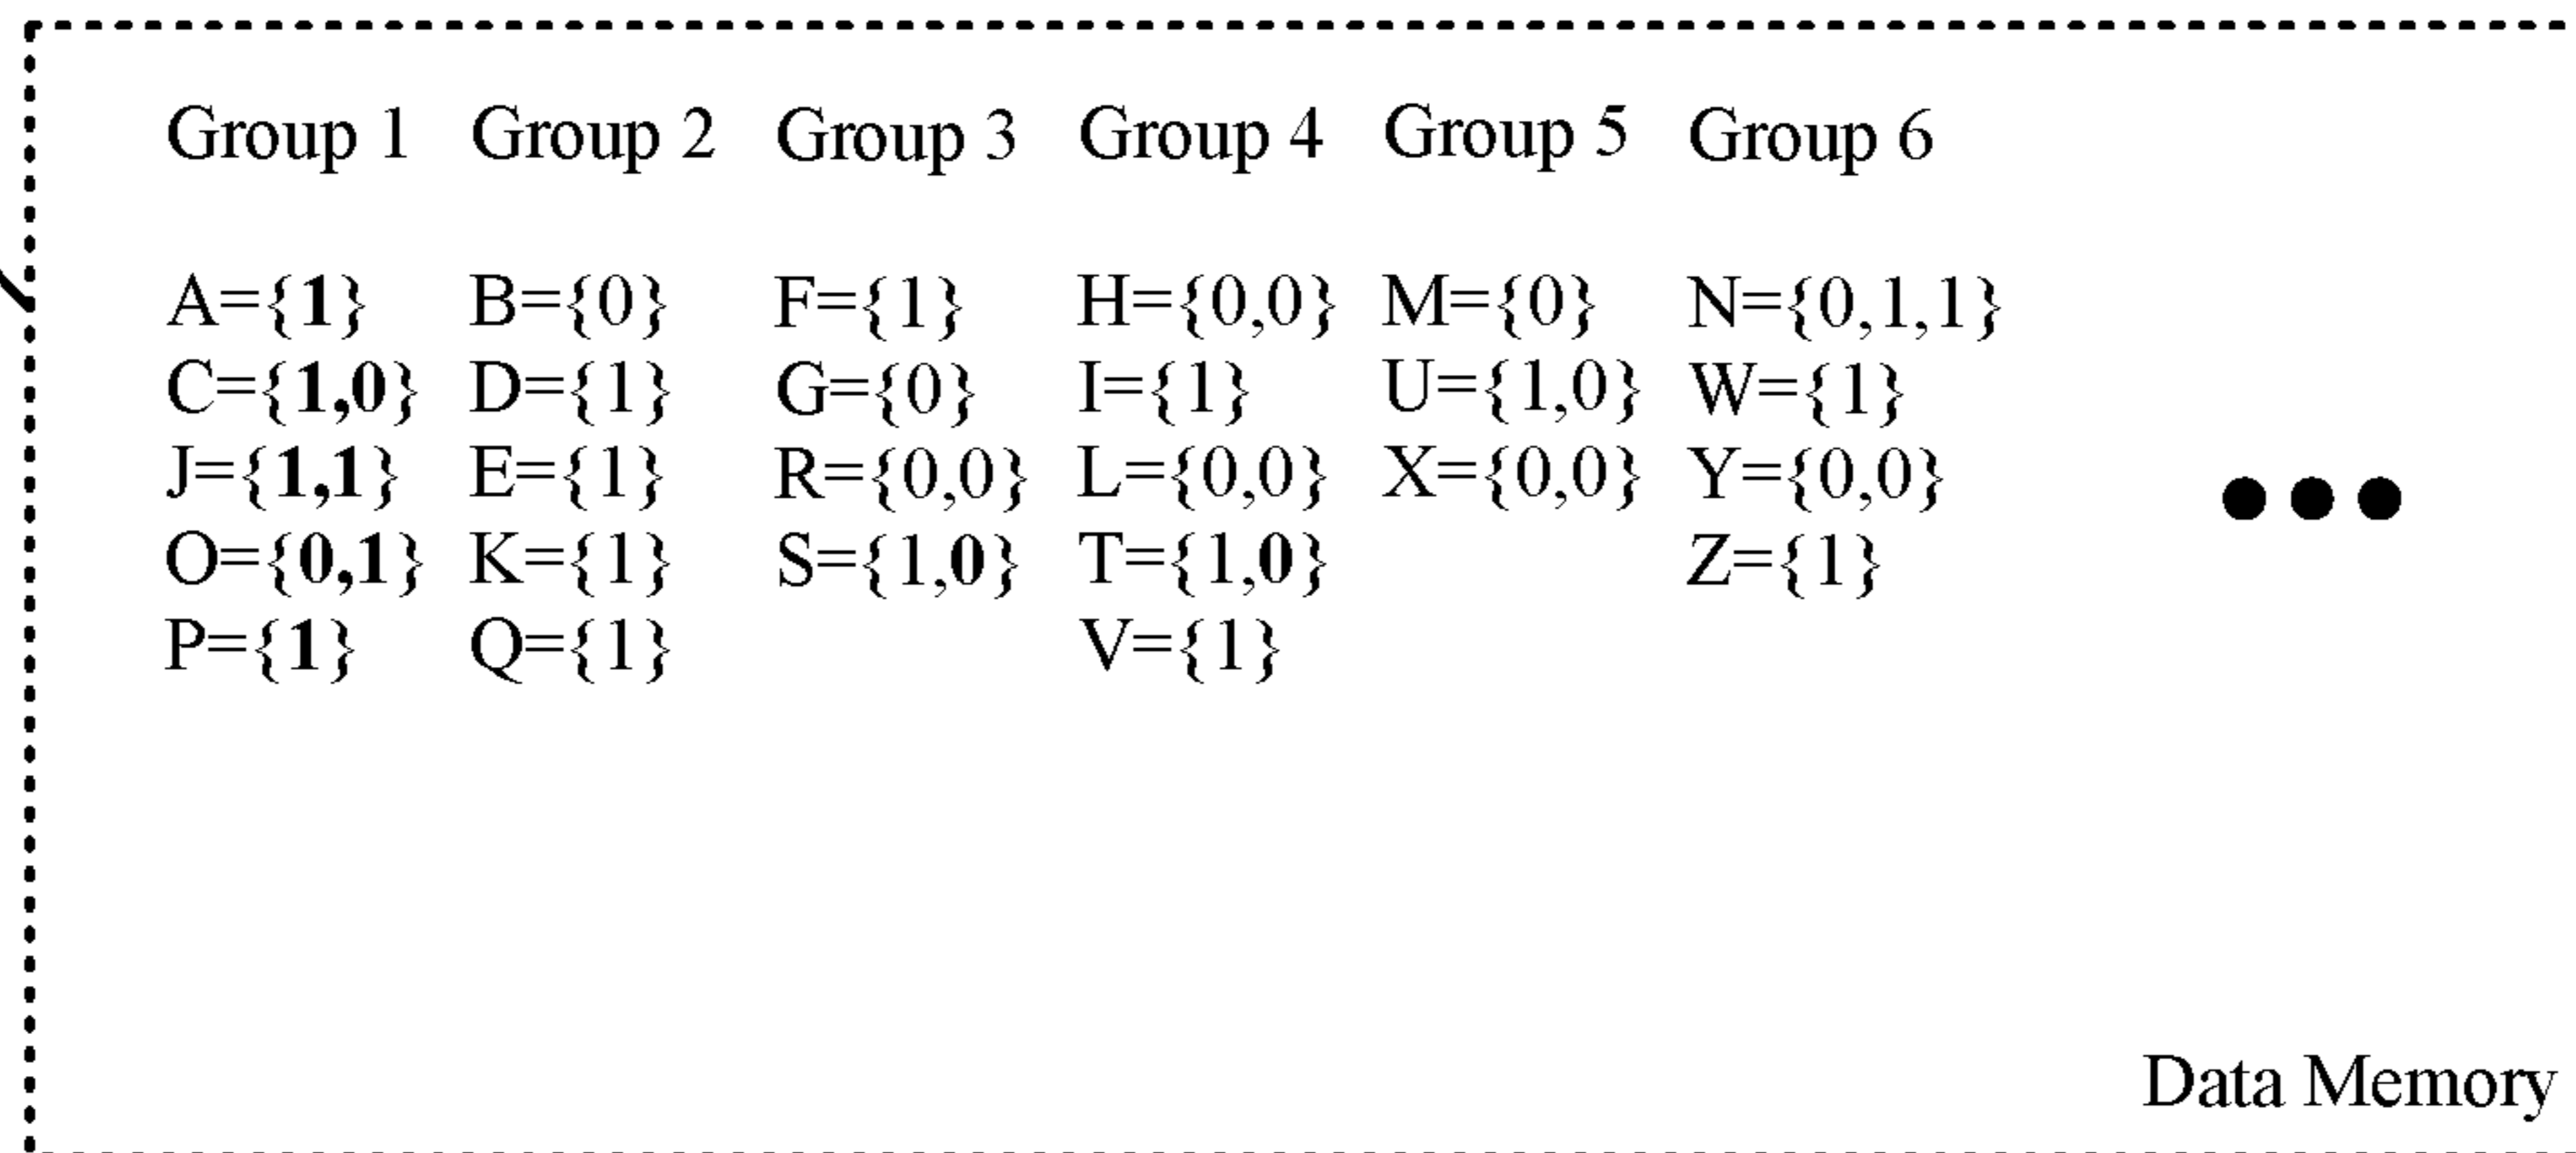 Group 1 Group 2 Group 3 Group 4 Group 5 Group 6
A={1} B={0} F={1} H={0,0} M={0} N={0,1,1}
C={1,0} D={1} G={0} I={1} U={1,0} W={1}
J={1,1} E={1} R={0,0} L={0,0} X={0,0} Y={0,0}
O={0,1} K={1} S={1,0} T={1,0} Z={1}
P={1} Q={1} V={1}
Data Memory